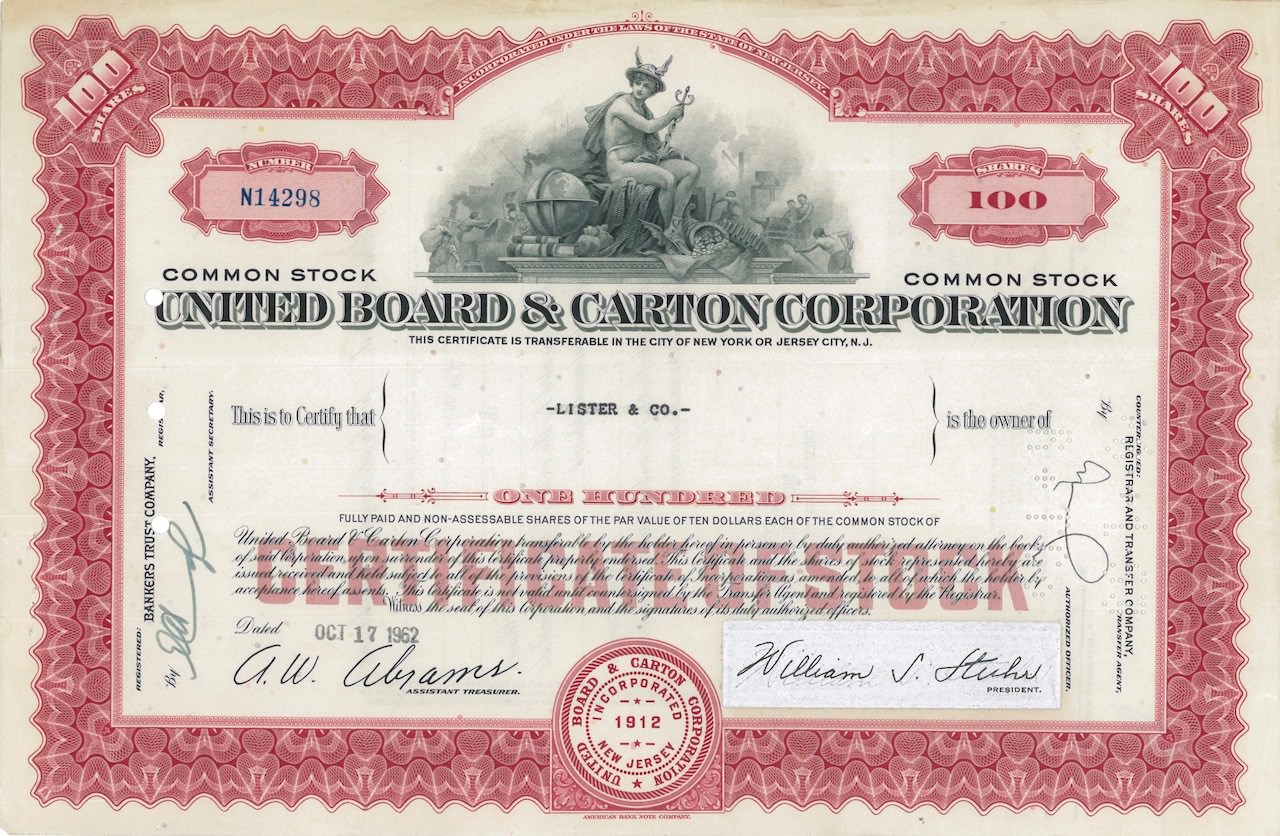 INCORPORATED UNDER THE LAWS OF THE STATE OF NEW JERSEY.
100 SHARES
100 SHARES
NUMBER
N14298
SHARES
100
COMMON STOCK
COMMON STOCK
UNITED BOARD & CARTON CORPORATION
THIS CERTIFICATE IS TRANSFERABLE IN THE CITY OF NEW YORK OR JERSEY CITY, N. J.
This is to Certify that
-LISTER & CO.-
is the owner of
ONE HUNDRED
FULLY PAID AND NON-ASSESSABLE SHARES OF THE PAR VALUE OF TEN DOLLARS EACH OF THE COMMON STOCK OF
United Board & Carton Corporation transferable by the holder hereof in person or by duly authorized attorney on the books
of said Corporation, upon surrender of this Certificate properly endorsed. This Certificate and the shares of stock represented hereby are
issued, received and held subject to all of the provisions of the Certificate of Incorporation as amended, to all of which the holder by
acceptance hereof assents. This Certificate is not valid until countersigned by the Transfer Agent and registered by the Registrar.
Witness the seal of this Corporation and the signatures of its duly authorized officers.
CERTIFICATE OF STOCK
Dated
OCT 17 1962
A. W. Abrams.
ASSISTANT TREASURER.
William S. Stuhr
PRESIDENT.
UNITED BOARD & CARTON CORPORATION
INCORPORATED
1912
NEW JERSEY
REGISTERED:
BANKERS TRUST COMPANY,
By
ASSISTANT SECRETARY.
COUNTERSIGNED:
REGISTRAR AND TRANSFER COMPANY,
TRANSFER AGENT,
By
AUTHORIZED OFFICER.
AMERICAN BANK NOTE COMPANY.